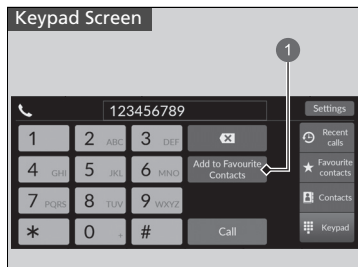 Keypad Screen
1
123456789
Settings
1
2 ABC
3 DEF
Recent calls
4 GHI
5 JKL
6 MNO
Add to Favourite Contacts
Favourite contacts
7 PQRS
8 TUV
9 WXYZ
Contacts
*
0 +
#
Call
Keypad